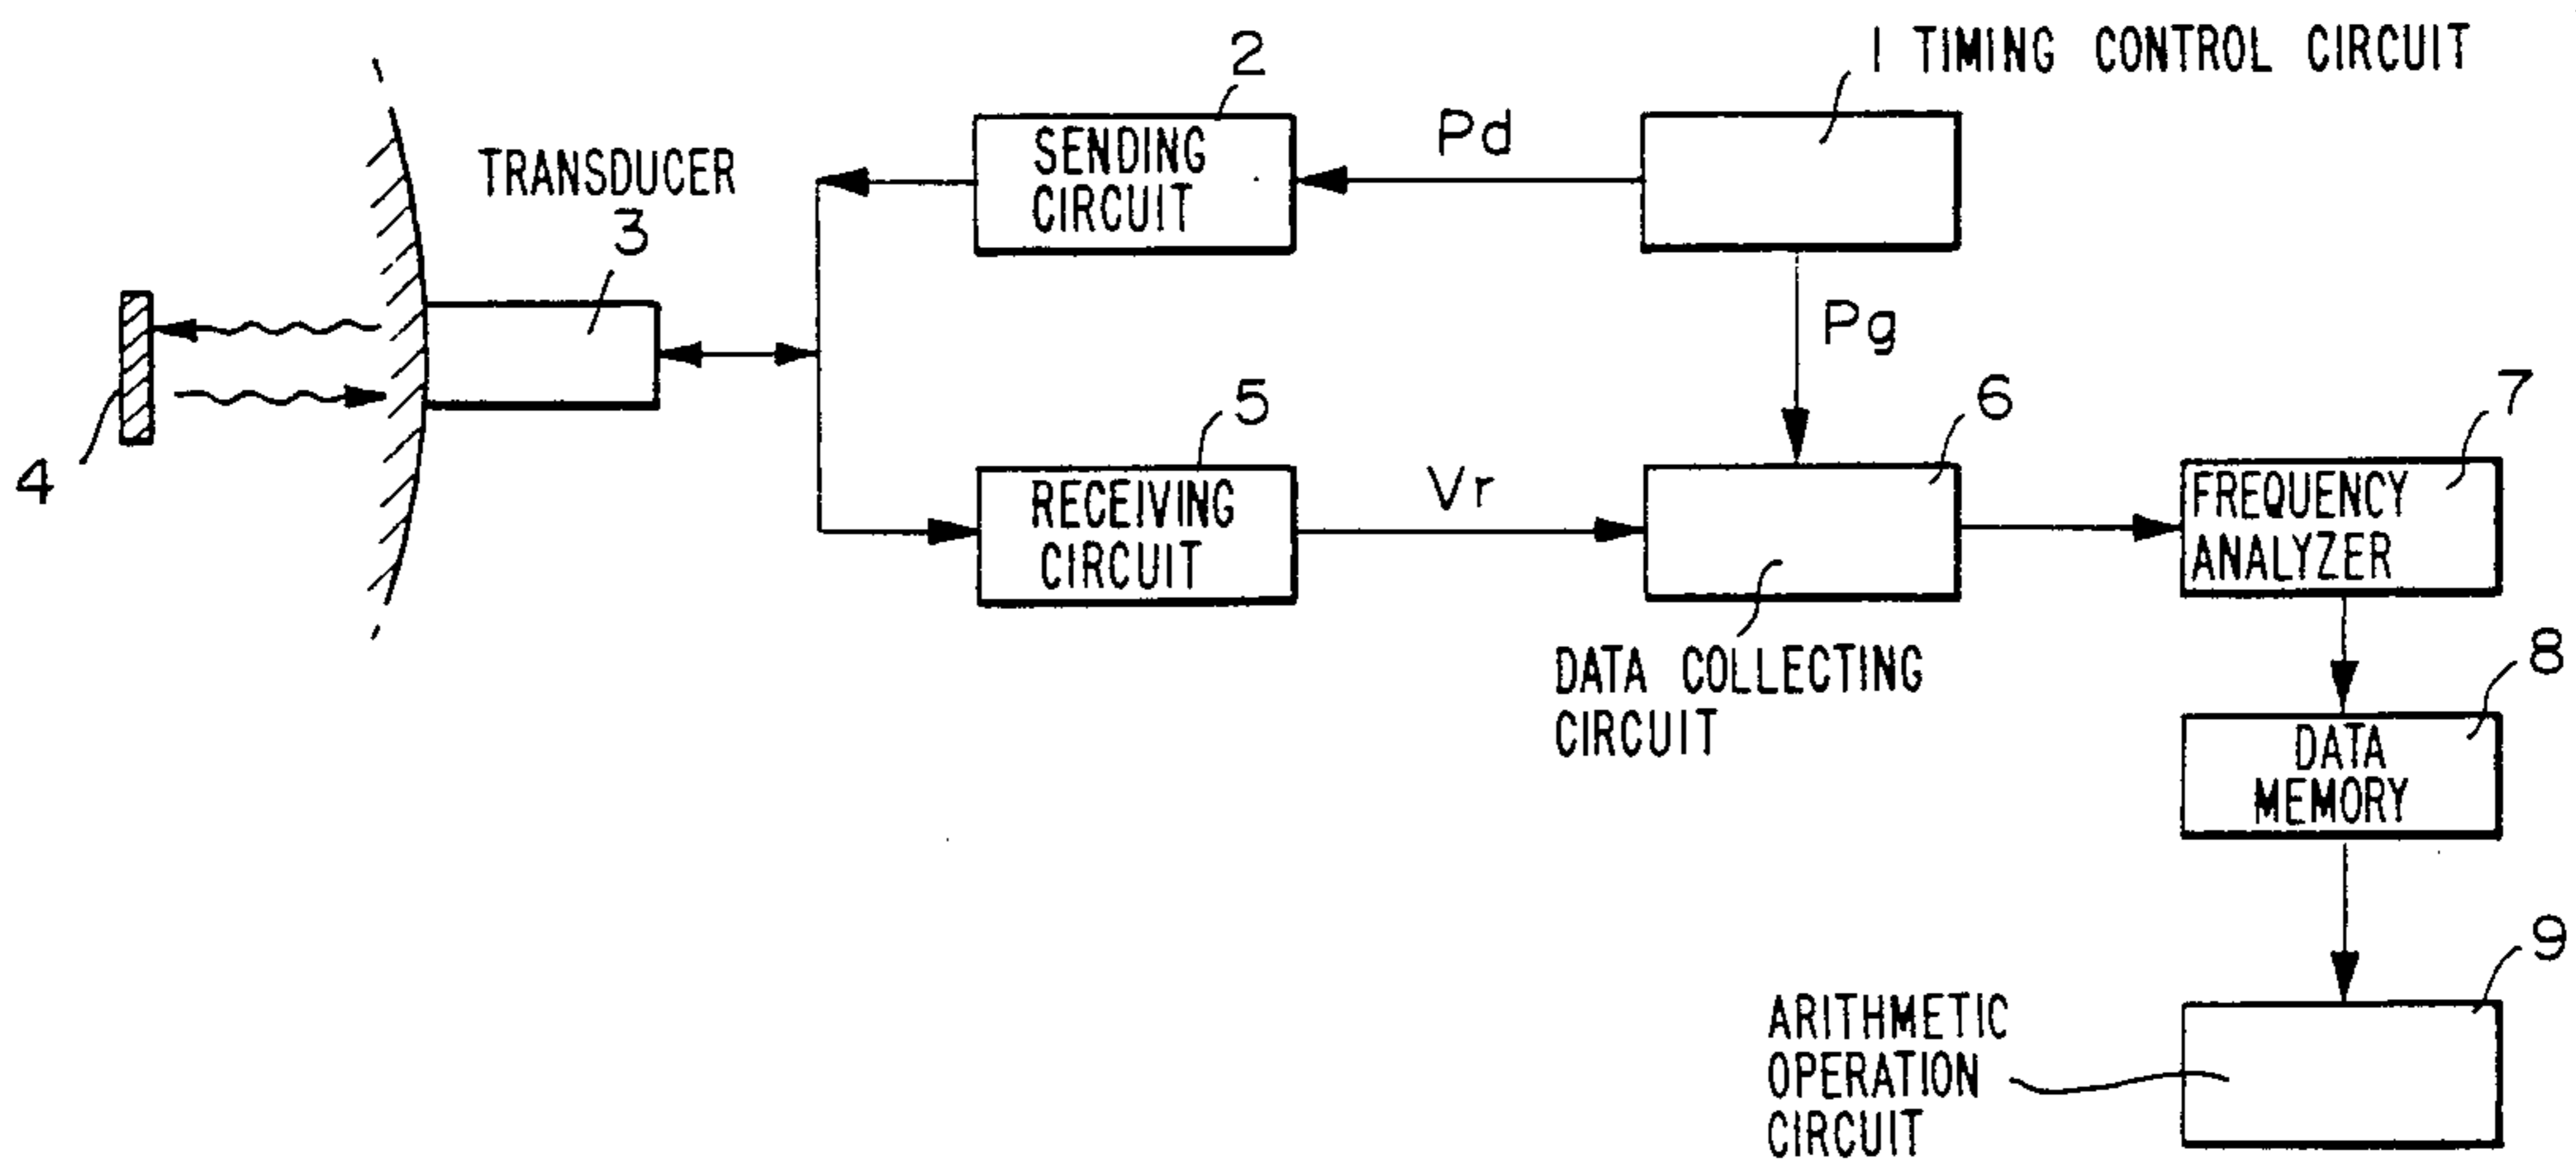 1 TIMING CONTROL CIRCUIT
2
SENDING
CIRCUIT
Pd
TRANSDUCER
3
Pg
4
5
RECEIVING
CIRCUIT
Vr
6
DATA COLLECTING
CIRCUIT
7
FREQUENCY
ANALYZER
8
DATA
MEMORY
9
ARITHMETIC
OPERATION
CIRCUIT